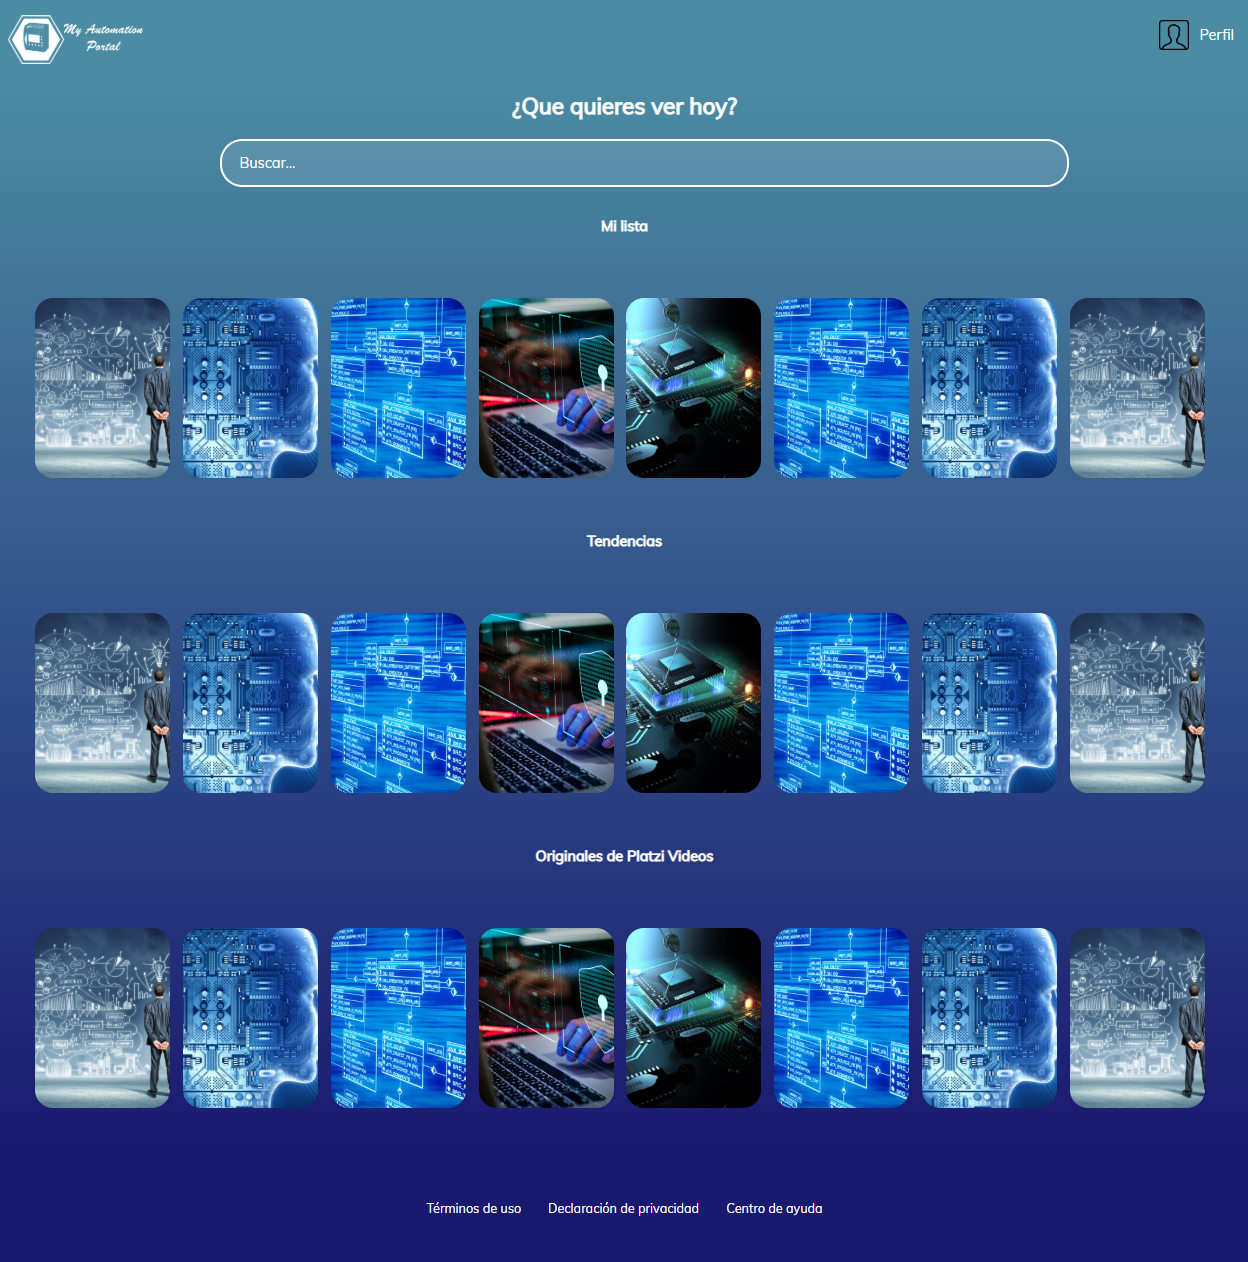 My Automation
Portal
Perfil
¿Que quieres ver hoy?
Buscar...
Mi lista
Tendencias
Originales de Platzi Videos
Términos de uso
Declaración de privacidad
Centro de ayuda